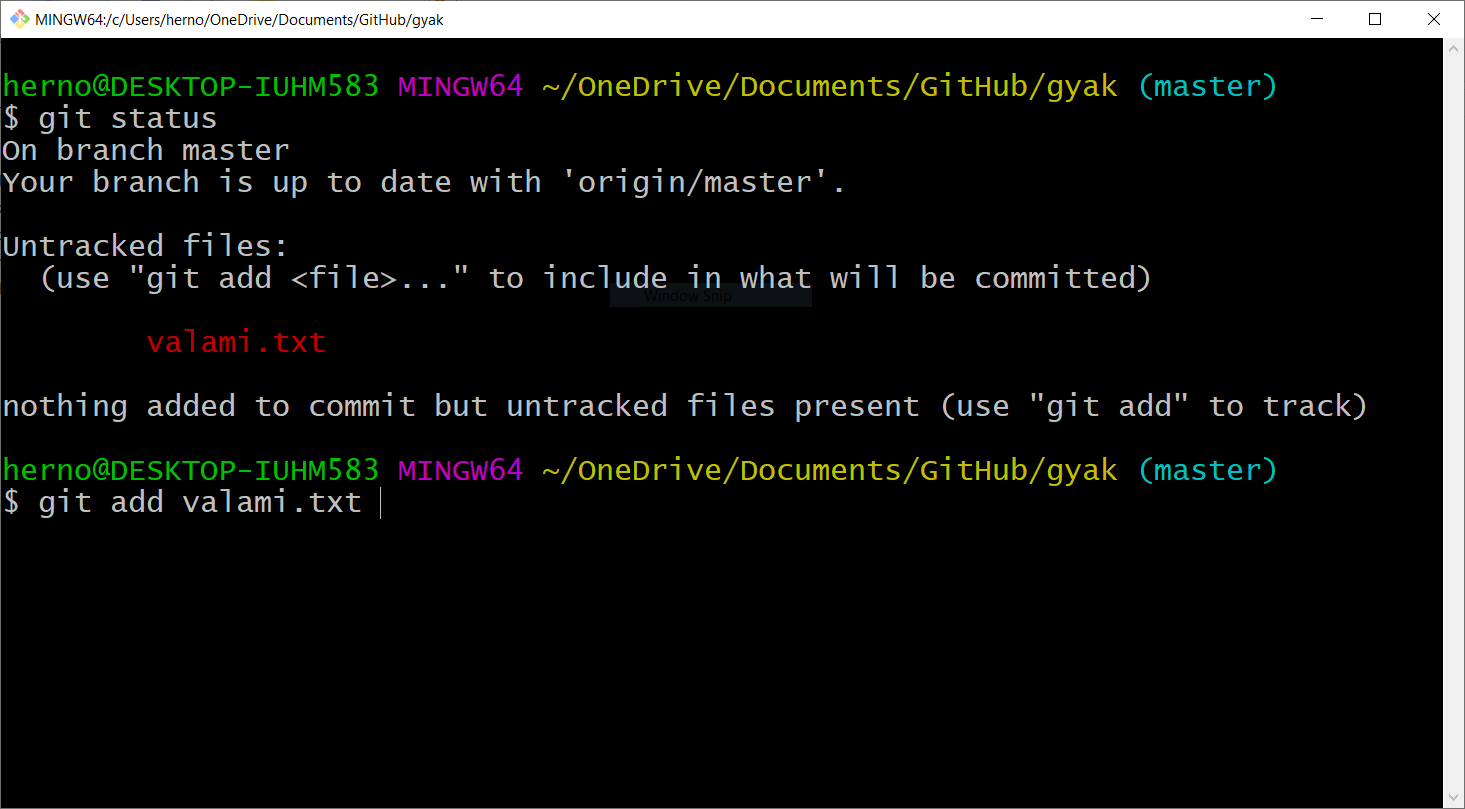 MINGW64:/c/Users/herno/OneDrive/Documents/GitHub/gyak
herno@DESKTOP-IUHM583 MINGW64 ~/OneDrive/Documents/GitHub/gyak (master)
$ git status
On branch master
Your branch is up to date with 'origin/master'.
Untracked files:
  (use "git add <file>..." to include in what will be committed)
Window Snip
        valami.txt
nothing added to commit but untracked files present (use "git add" to track)
herno@DESKTOP-IUHM583 MINGW64 ~/OneDrive/Documents/GitHub/gyak (master)
$ git add valami.txt